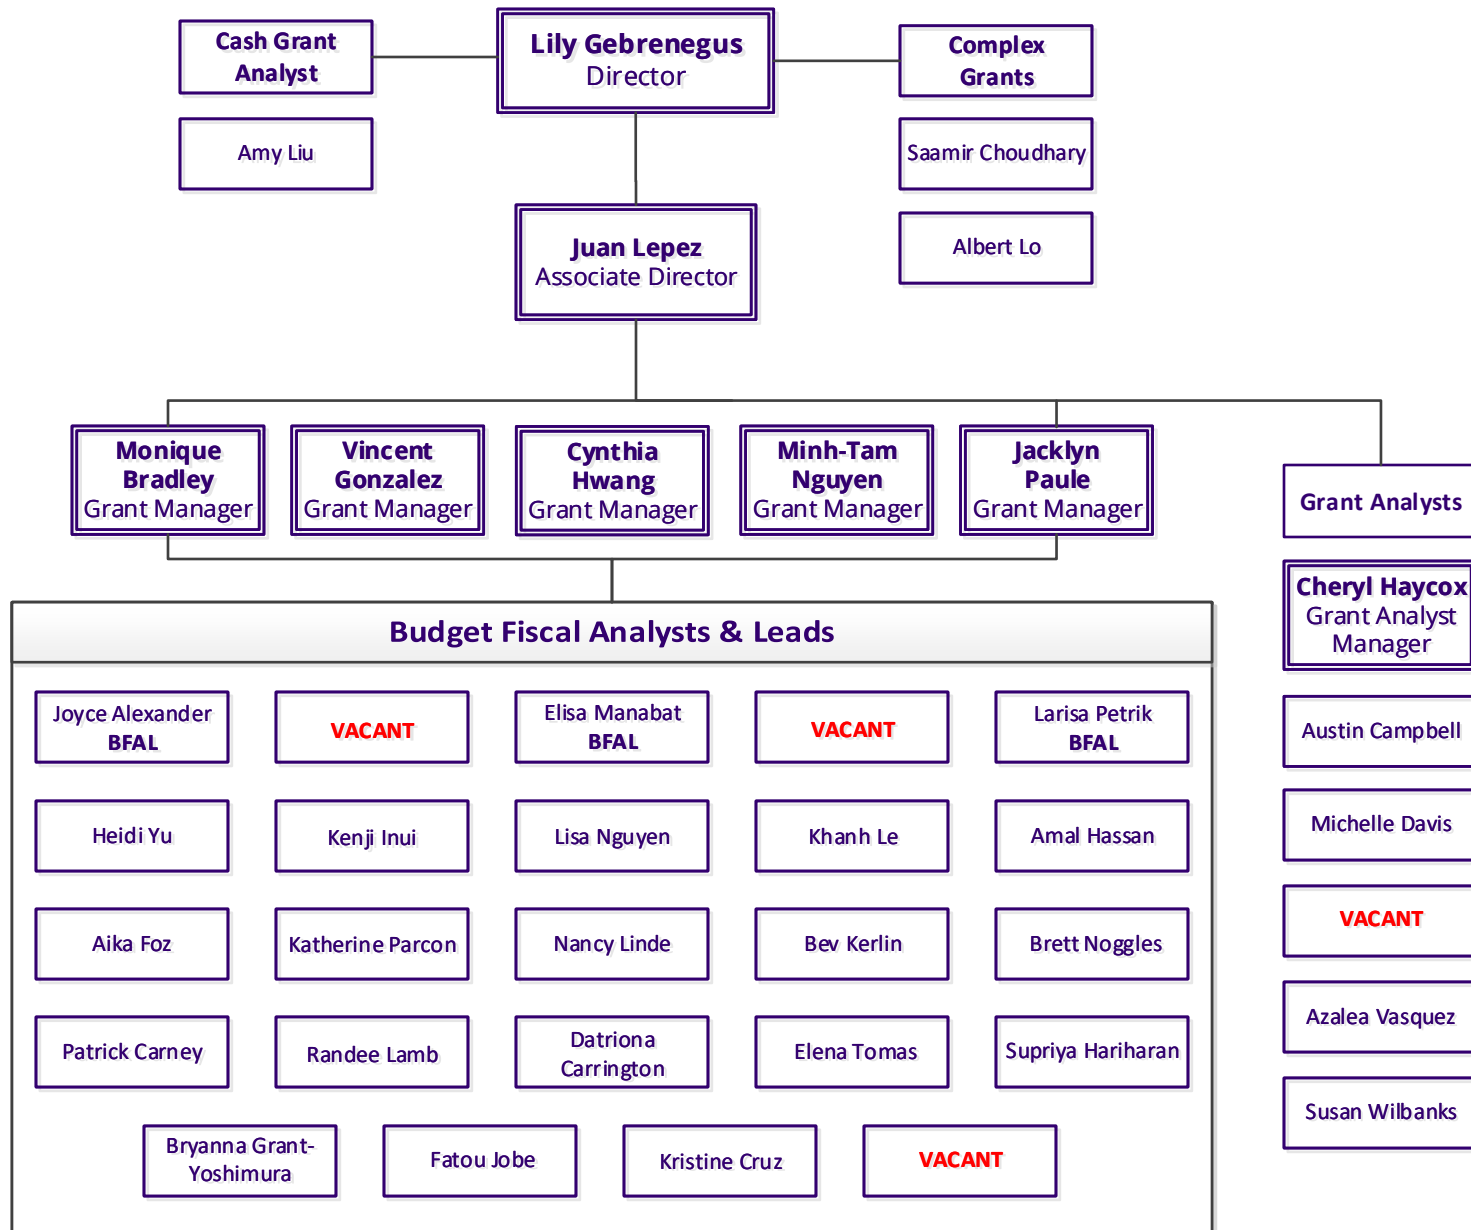 Cash Grant
Analyst
Lily Gebrenegus
Director
Complex
Grants
Amy Liu
Saamir Choudhary
Albert Lo
Juan Lepez
Associate Director
Monique
Bradley
Grant Manager
Vincent
Gonzalez
Grant Manager
Cynthia
Hwang
Grant Manager
Minh-Tam
Nguyen
Grant Manager
Jacklyn
Paule
Grant Manager
Grant Analysts
Cheryl Haycox
Grant Analyst
Manager
Austin Campbell
Michelle Davis
VACANT
Azalea Vasquez
Susan Wilbanks
Budget Fiscal Analysts & Leads
Joyce Alexander
BFAL
VACANT
Elisa Manabat
BFAL
VACANT
Larisa Petrik
BFAL
Heidi Yu
Kenji Inui
Lisa Nguyen
Khanh Le
Amal Hassan
Aika Foz
Katherine Parcon
Nancy Linde
Bev Kerlin
Brett Noggles
Patrick Carney
Randee Lamb
Datriona
Carrington
Elena Tomas
Supriya Hariharan
Bryanna Grant-
Yoshimura
Fatou Jobe
Kristine Cruz
VACANT